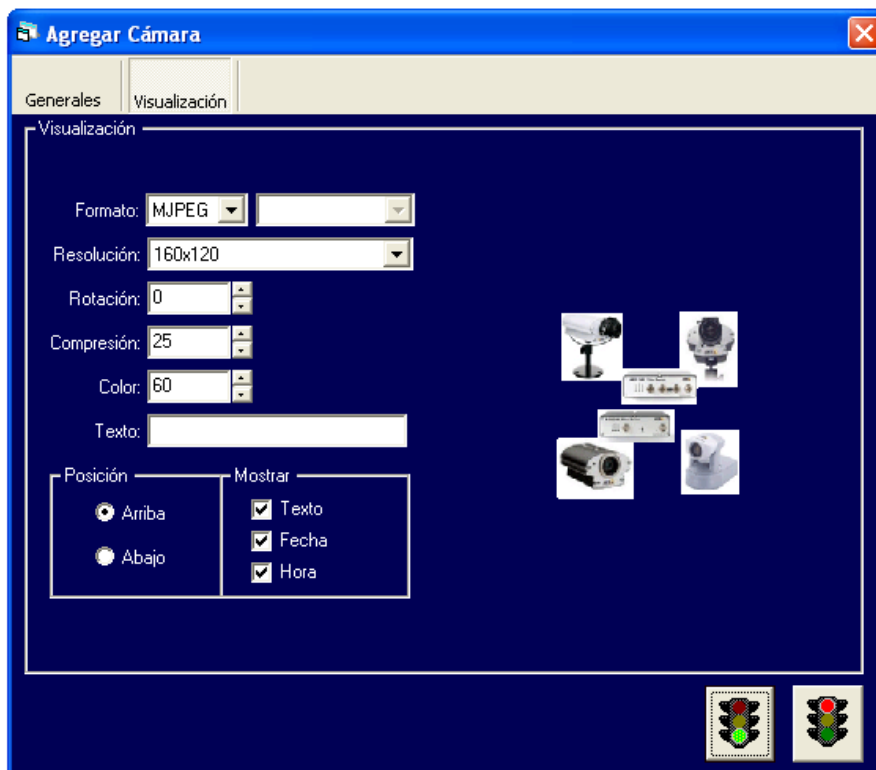 Agregar Cámara
Generales Visualización
Visualización
Formato: MJPEG
Resolución: 160x120
Rotación: 0
Compresión: 25
Color: 60
Texto:
Posición Mostrar
Arriba Texto
Fecha
Abajo
Hora